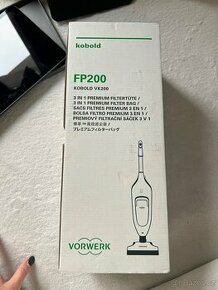 kobold
FP200
KOBOLD VK200
3 IN 1 PREMIUM FILTERTÜTE /
3 IN 1 PREMIUM FILTER BAG /
SACS FILTRES PREMIUM 3 EN 1 /
BOLSA FILTRO PREMIUM 3 EN 1 /
PREMIOVÝ FILTRAČNÍ SÁČEK 3 V 1
プレミアムフィルターバッグ
VORWERK